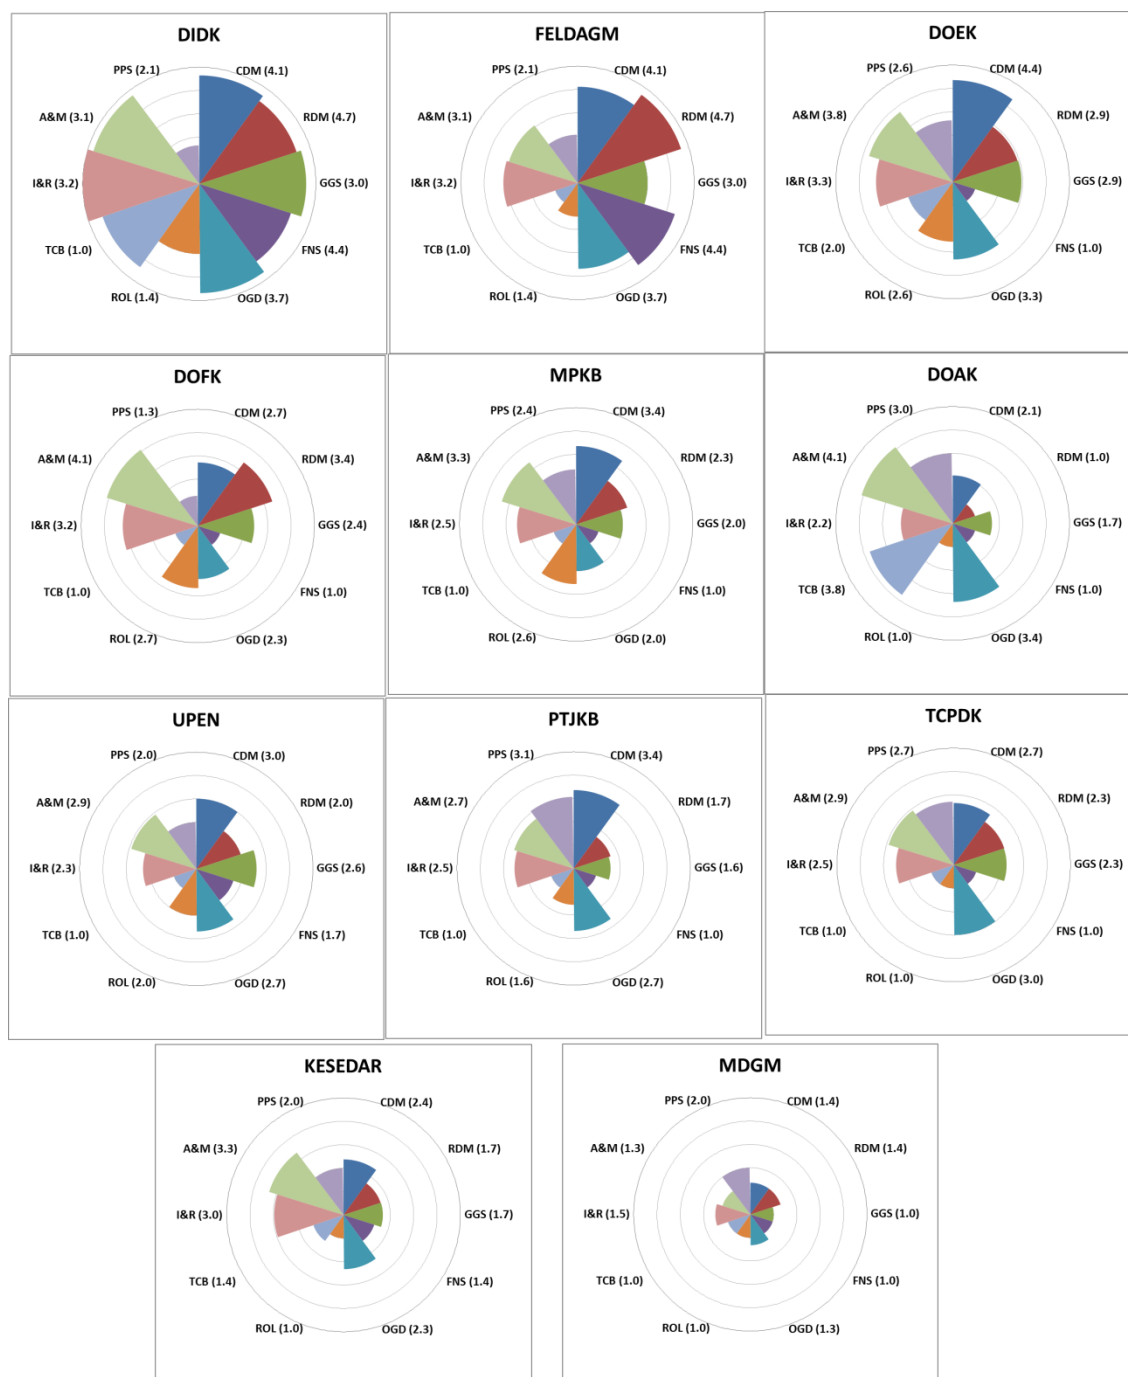 DIDK
PPS (2.1)
CDM (4.1)
A&M (3.1)
RDM (4.7)
I&R (3.2)
GGS (3.0)
TCB (1.0)
FNS (4.4)
ROL (1.4)
OGD (3.7)
FELDAGM
PPS (2.1)
CDM (4.1)
A&M (3.1)
RDM (4.7)
I&R (3.2)
GGS (3.0)
TCB (1.0)
FNS (4.4)
ROL (1.4)
OGD (3.7)
DOEK
PPS (2.6)
CDM (4.4)
A&M (3.8)
RDM (2.9)
I&R (3.3)
GGS (2.9)
TCB (2.0)
FNS (1.0)
ROL (2.6)
OGD (3.3)
DOFK
PPS (1.3)
CDM (2.7)
A&M (4.1)
RDM (3.4)
I&R (3.2)
GGS (2.4)
TCB (1.0)
FNS (1.0)
ROL (2.7)
OGD (2.3)
MPKB
PPS (2.4)
CDM (3.4)
A&M (3.3)
RDM (2.3)
I&R (2.5)
GGS (2.0)
TCB (1.0)
FNS (1.0)
ROL (2.6)
OGD (2.0)
DOAK
PPS (3.0)
CDM (2.1)
A&M (4.1)
RDM (1.0)
I&R (2.2)
GGS (1.7)
TCB (3.8)
FNS (1.0)
ROL (1.0)
OGD (3.4)
UPEN
PPS (2.0)
CDM (3.0)
A&M (2.9)
RDM (2.0)
I&R (2.3)
GGS (2.6)
TCB (1.0)
FNS (1.7)
ROL (2.0)
OGD (2.7)
PTJKB
PPS (3.1)
CDM (3.4)
A&M (2.7)
RDM (1.7)
I&R (2.5)
GGS (1.6)
TCB (1.0)
FNS (1.0)
ROL (1.6)
OGD (2.7)
TCPDK
PPS (2.7)
CDM (2.7)
A&M (2.9)
RDM (2.3)
I&R (2.5)
GGS (2.3)
TCB (1.0)
FNS (1.0)
ROL (1.0)
OGD (3.0)
KESEDAR
PPS (2.0)
CDM (2.4)
A&M (3.3)
RDM (1.7)
I&R (3.0)
GGS (1.7)
TCB (1.4)
FNS (1.4)
ROL (1.0)
OGD (2.3)
MDGM
PPS (2.0)
CDM (1.4)
A&M (1.3)
RDM (1.4)
I&R (1.5)
GGS (1.0)
TCB (1.0)
FNS (1.0)
ROL (1.0)
OGD (1.3)